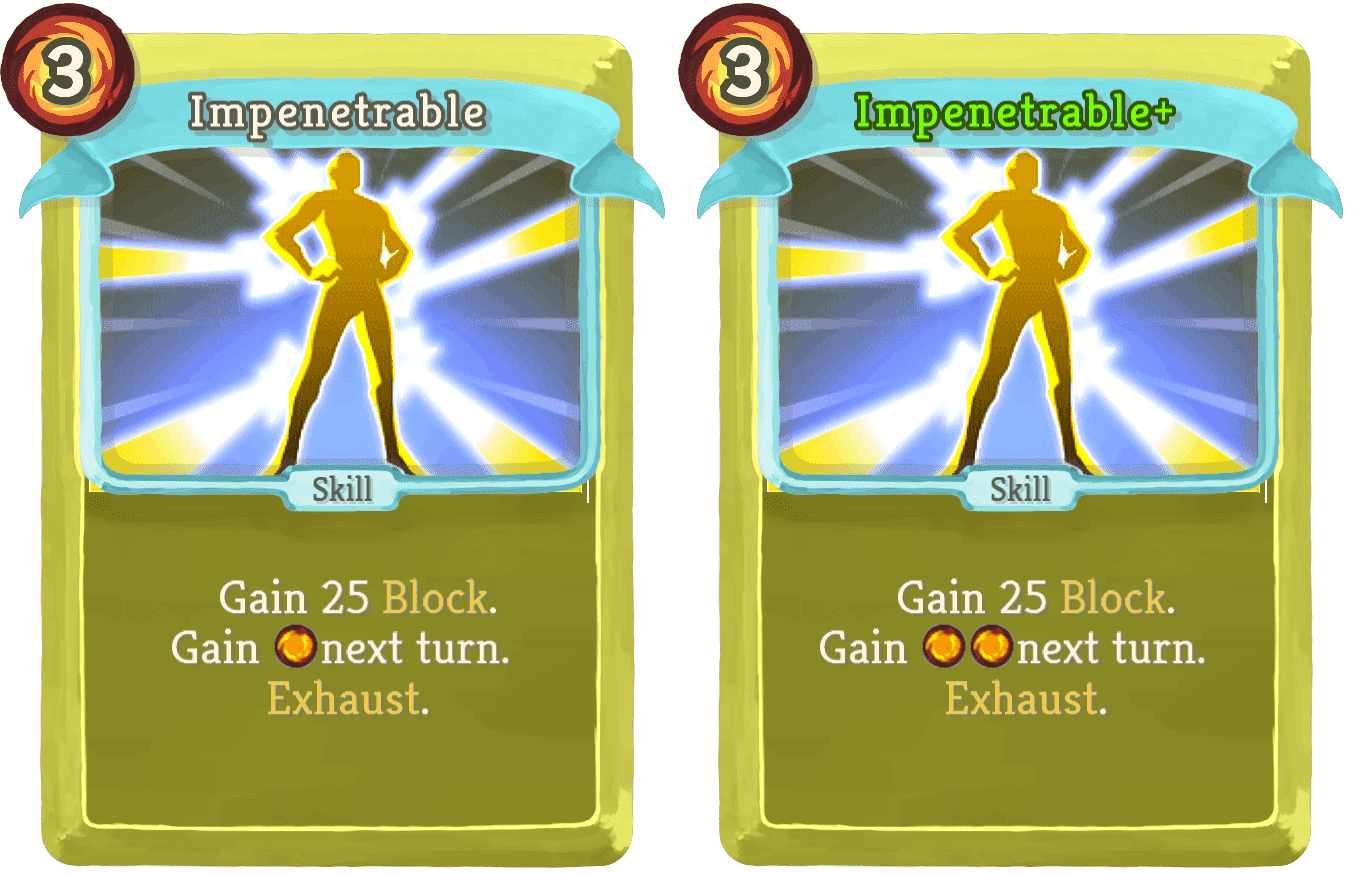 3
Impenetrable
Skill
Gain 25 Block.
Gain next turn.
Exhaust.
3
Impenetrable+
Skill
Gain 25 Block.
Gain next turn.
Exhaust.